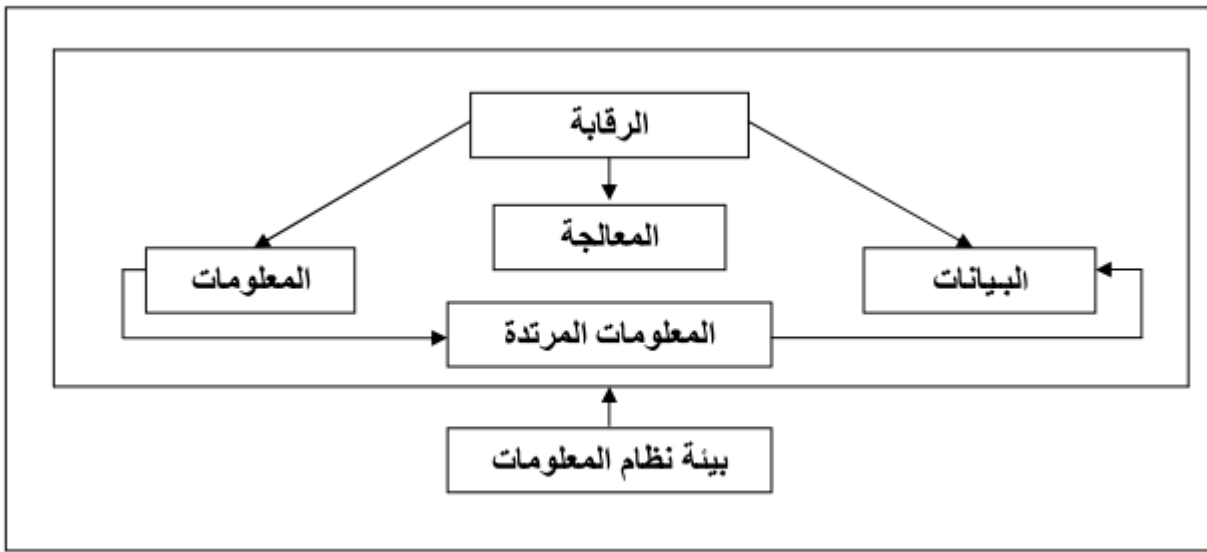 الرقابة
المعالجة
البيانات
المعلومات
المعلومات المرتدة
بيئة نظام المعلومات